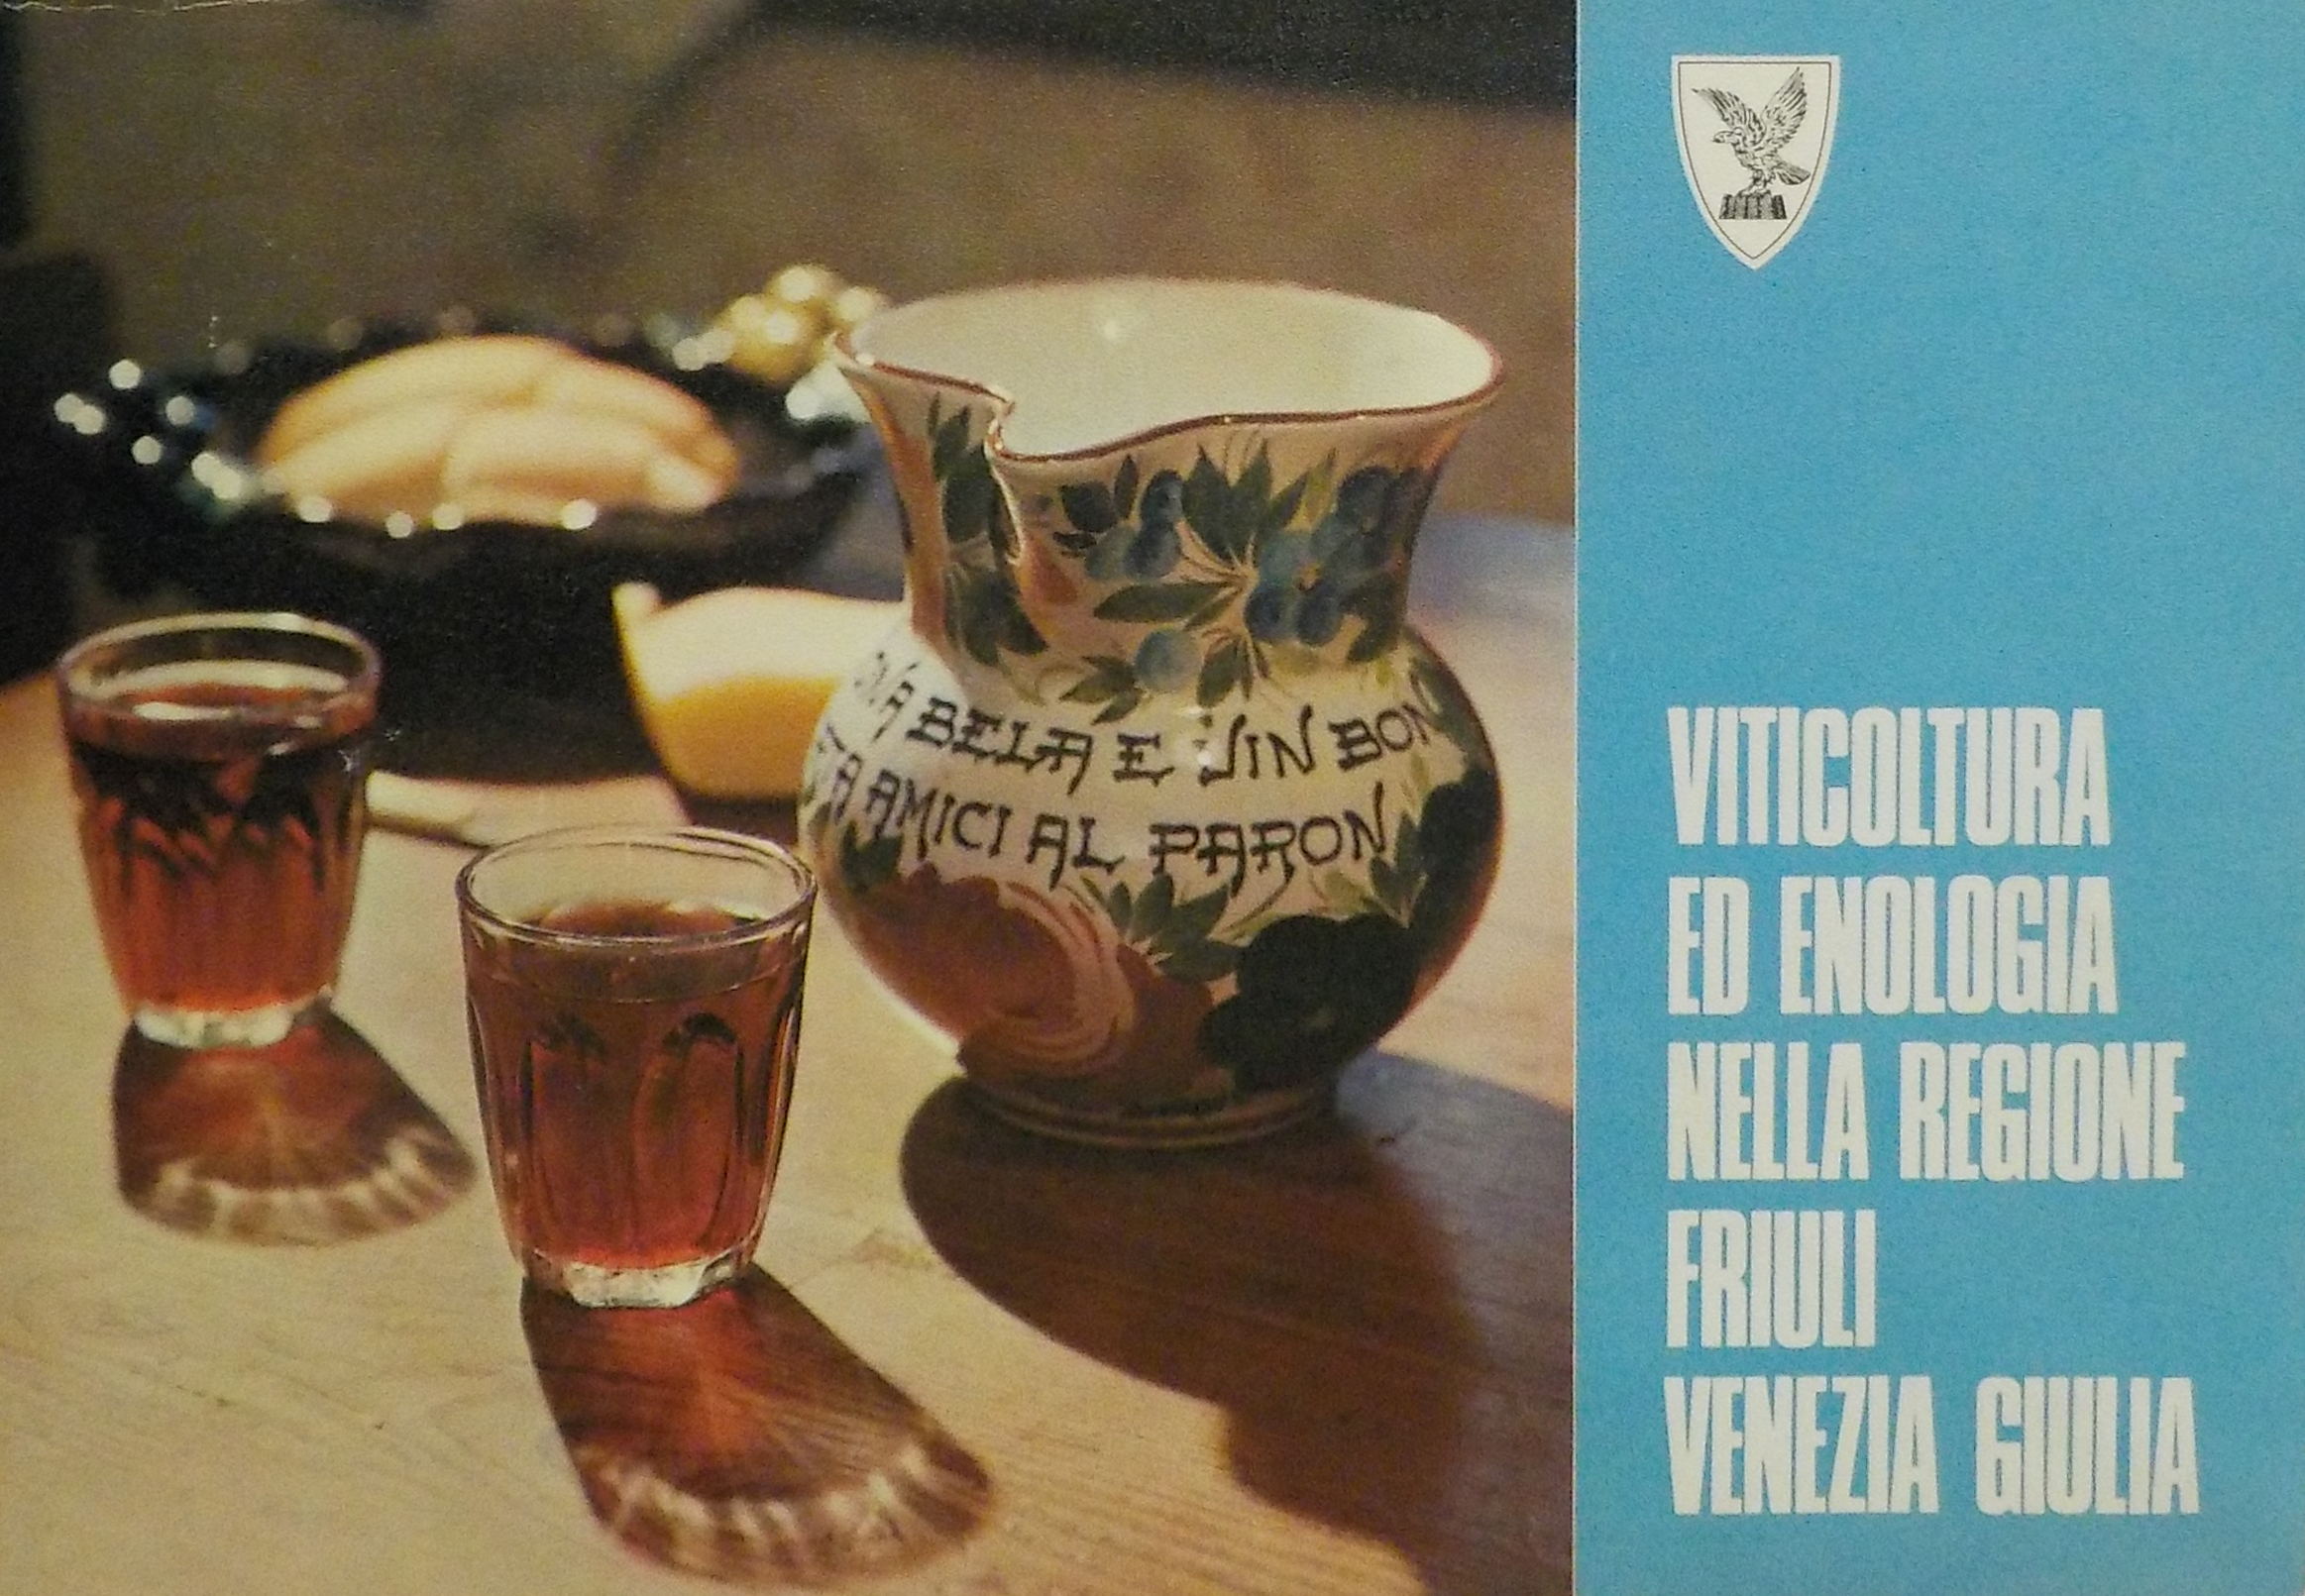 BELA E VIN BON
AMICI AL PARON
VITICOLTURA
ED ENOLOGIA
NELLA REGIONE
FRIULI
VENEZIA GIULIA